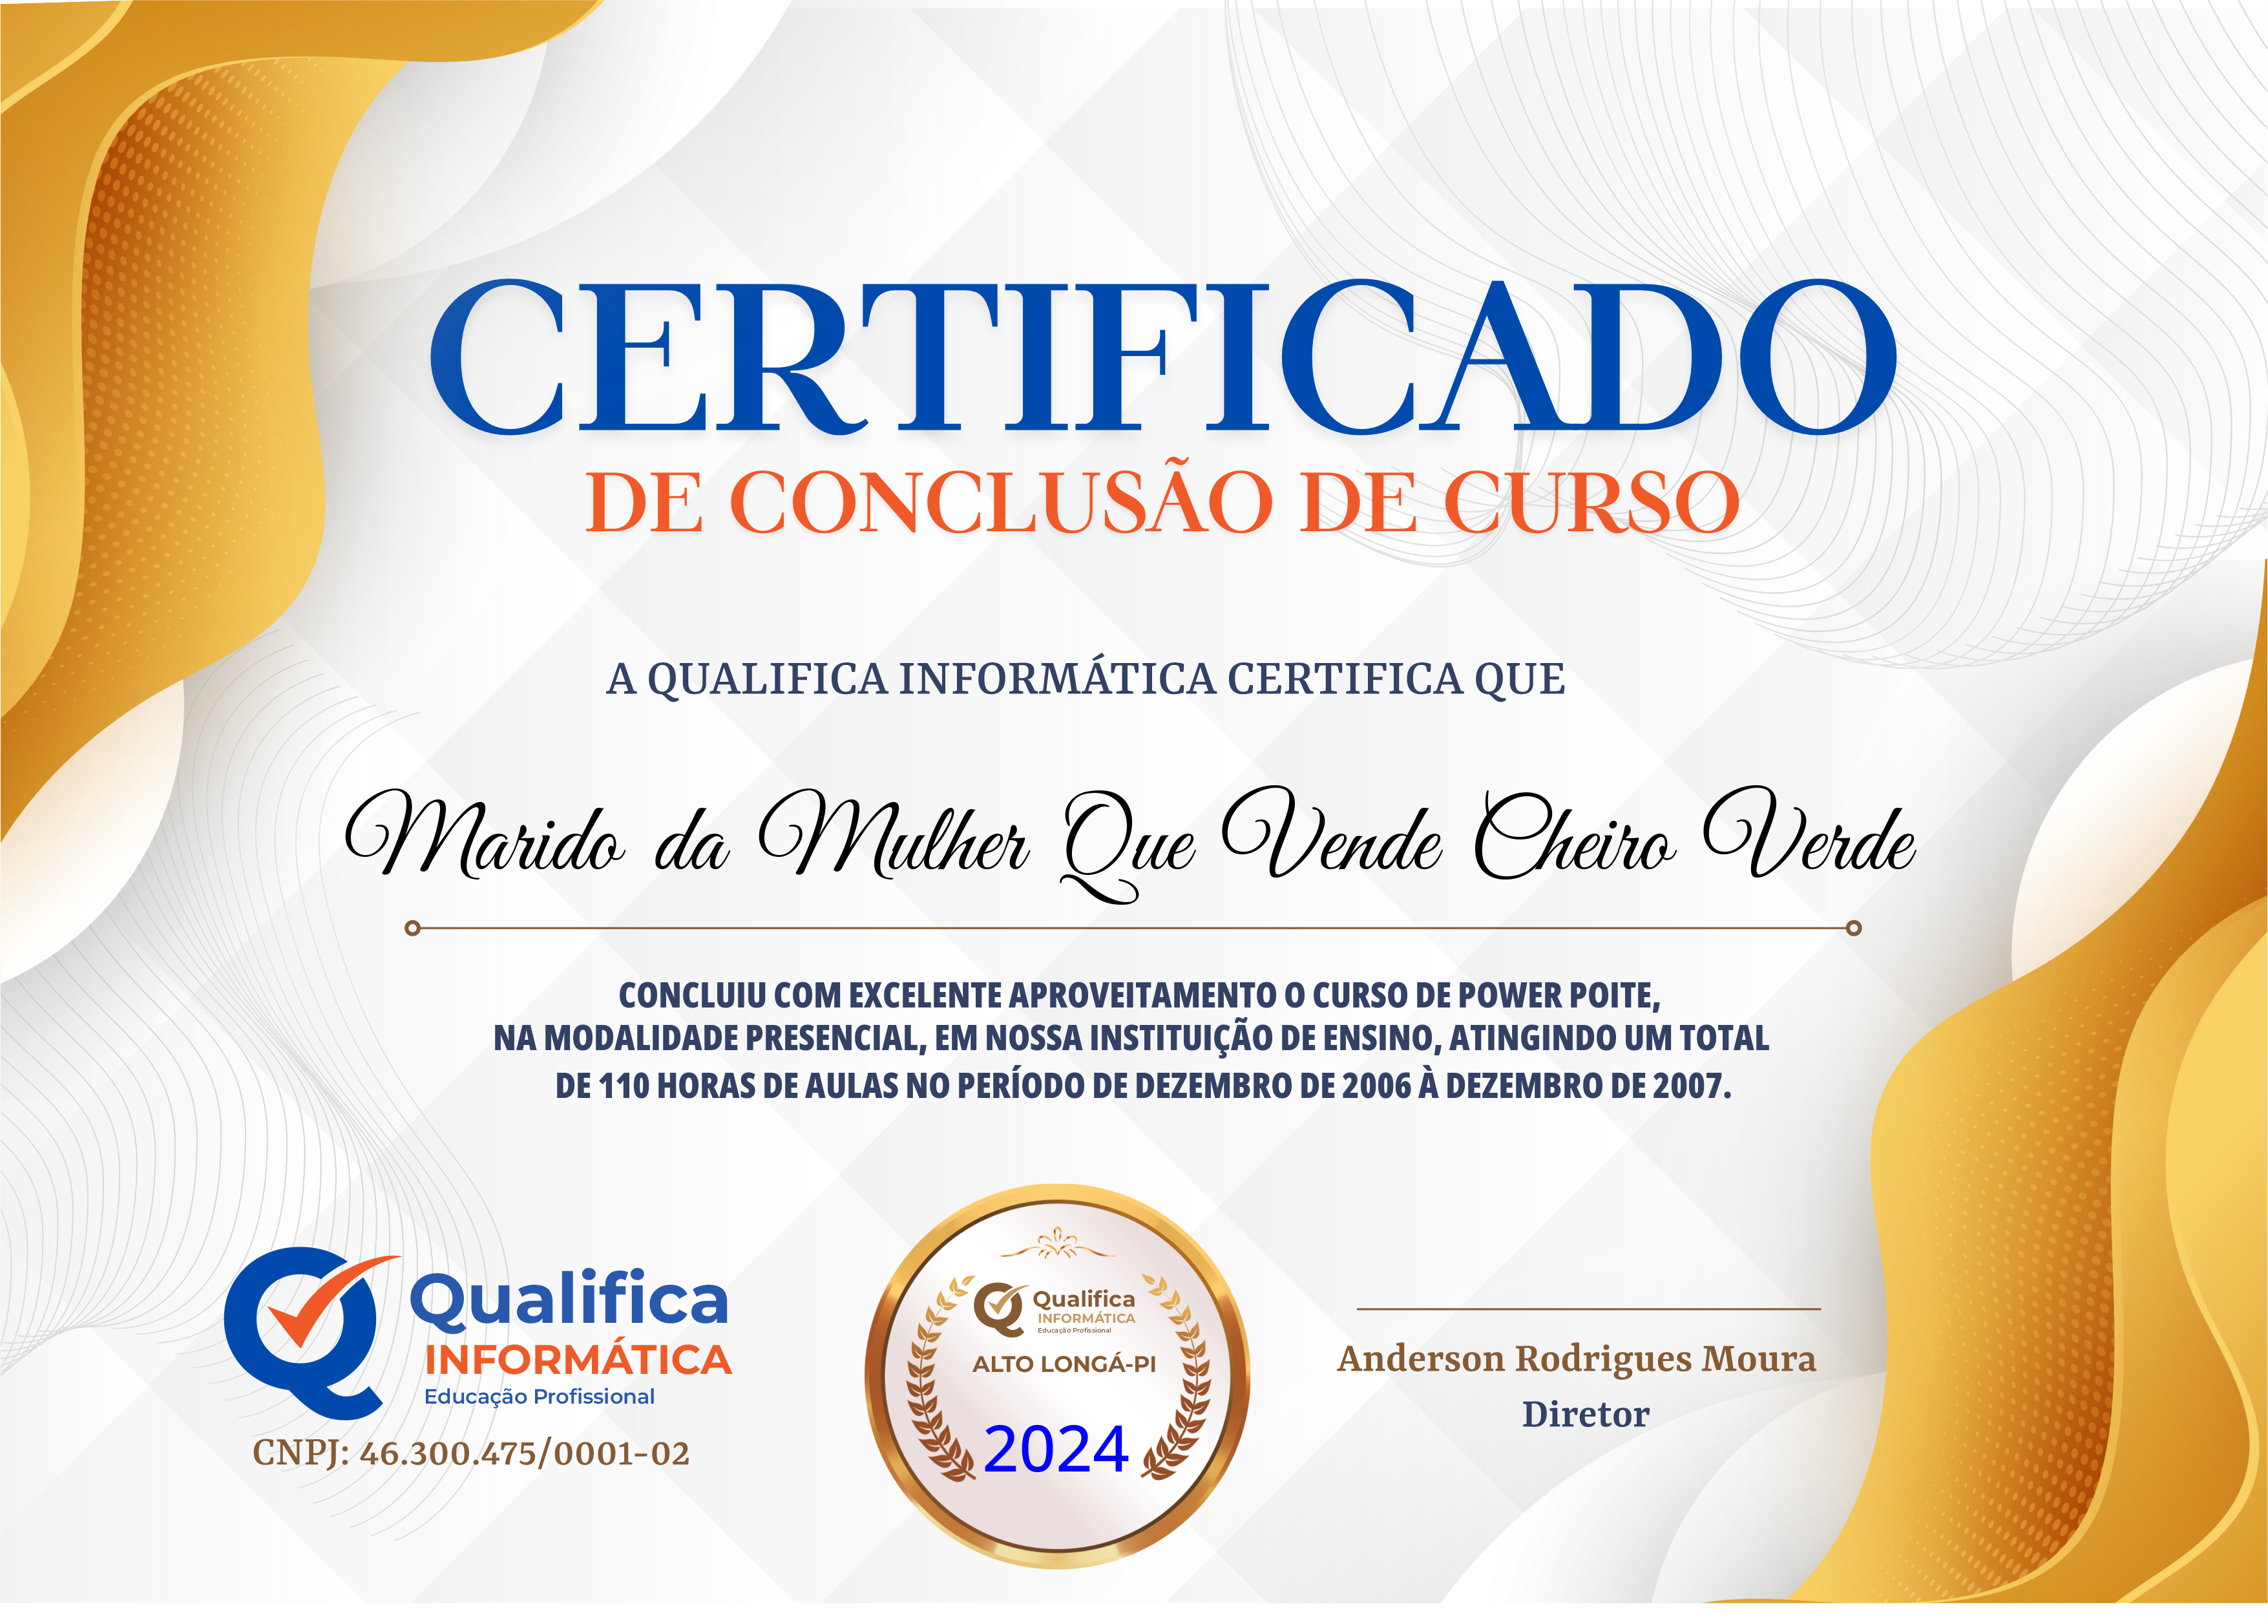 CERTIFICADO
DE CONCLUSÃO DE CURSO
A QUALIFICA INFORMÁTICA CERTIFICA QUE
Marido da Mulher Que Vende Cheiro Verde
CONCLUIU COM EXCELENTE APROVEITAMENTO O CURSO DE POWER POITE,
NA MODALIDADE PRESENCIAL, EM NOSSA INSTITUIÇÃO DE ENSINO, ATINGINDO UM TOTAL
DE 110 HORAS DE AULAS NO PERÍODO DE DEZEMBRO DE 2006 À DEZEMBRO DE 2007.
Qualifica
INFORMÁTICA
Educação Profissional
CNPJ: 46.300.475/0001-02
Qualifica
INFORMÁTICA
Educação Profissional
ALTO LONGÁ-PI
2024
Anderson Rodrigues Moura
Diretor